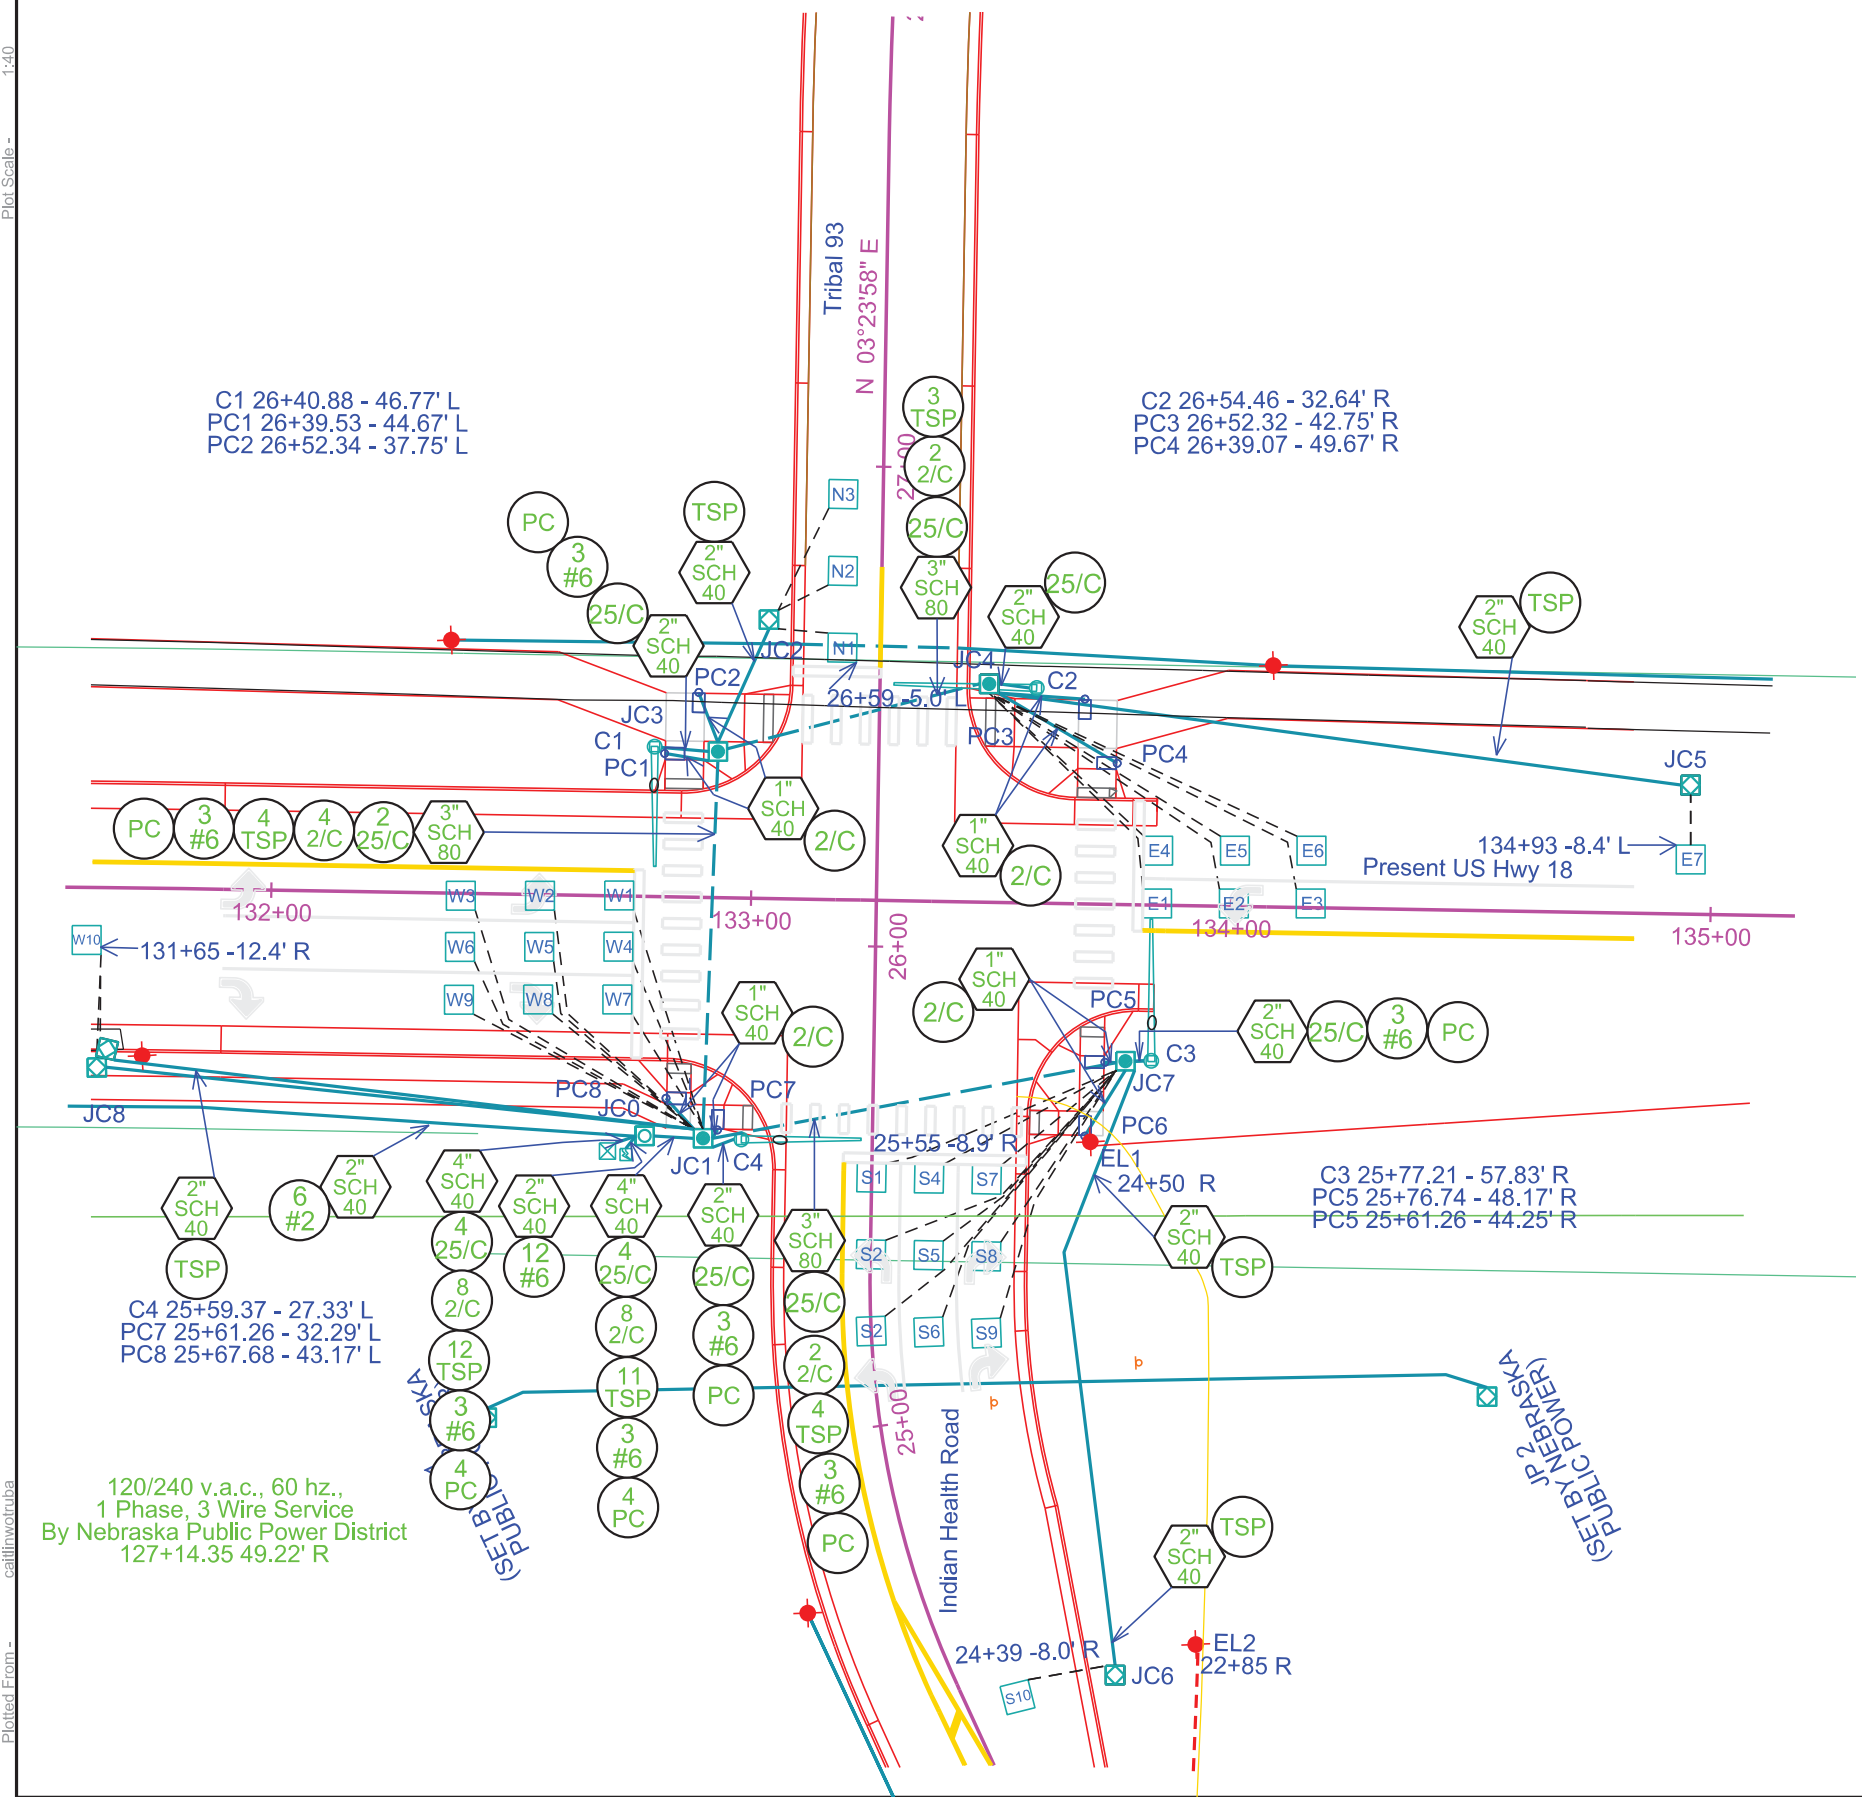 Plot Scale -
1:40
Tribal 93
N 03°23'58" E
C1 26+40.88 - 46.77' L
PC1 26+39.53 - 44.67' L
PC2 26+52.34 - 37.75' L
C2 26+54.46 - 32.64' R
PC3 26+52.32 - 42.75' R
PC4 26+39.07 - 49.67' R
3
TSP
2
2/C
25/C
3"
SCH
80
27+00
N3
N2
N1
PC
3
#6
25/C
2"
SCH
40
TSP
2"
SCH
40
25/C
2"
SCH
40
TSP
2"
SCH
40
JC2
JC4
PC2
C2
26+59 -5.0' L
JC3
C1
PC1
PC3
PC4
JC5
1"
SCH
40
2/C
1"
SCH
40
2/C
PC
3
#6
4
TSP
4
2/C
2
25/C
3"
SCH
80
E4
E5
E6
134+93 -8.4' L
E7
Present US Hwy 18
W3
W2
W1
E1
E2
E3
132+00
133+00
134+00
135+00
26+00
W10
131+65 -12.4' R
W6
W5
W4
W9
W8
W7
1"
SCH
40
2/C
1"
SCH
40
2/C
PC5
2"
SCH
40
25/C
3
#6
PC
C3
JC7
PC8
PC7
JC0
JC8
JC1
C4
PC6
EL1
25+55 -8.9' R
24+50 R
S1
S4
S7
C3 25+77.21 - 57.83' R
PC5 25+76.74 - 48.17' R
PC5 25+61.26 - 44.25' R
2"
SCH
40
TSP
6
#2
2"
SCH
40
4"
SCH
40
4
25/C
8
2/C
12
TSP
3
#6
4
PC
2"
SCH
40
12
#6
4"
SCH
40
4
25/C
8
2/C
11
TSP
3
#6
4
PC
2"
SCH
40
25/C
3
#6
PC
3"
SCH
80
25/C
2
2/C
4
TSP
3
#6
PC
S2
S5
S8
2"
SCH
40
TSP
S2
S6
S9
C4 25+59.37 - 27.33' L
PC7 25+61.26 - 32.29' L
PC8 25+67.68 - 43.17' L
25+00
Indian Health Road
JP 2
(SET BY NEBRASKA
PUBLIC POWER)
120/240 v.a.c., 60 hz.,
1 Phase, 3 Wire Service
By Nebraska Public Power District
127+14.35 49.22' R
2"
SCH
40
TSP
24+39 -8.0' R
S10
JC6
EL2
22+85 R
Plotted From -
caitlinwotruba